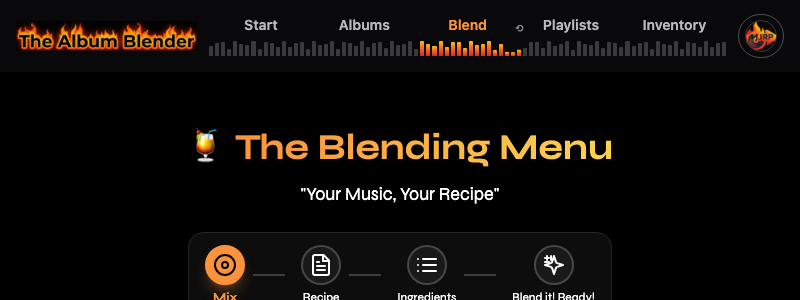 The Album Blender
Start Albums Blend Playlists Inventory
The Blending Menu
"Your Music, Your Recipe"
Mix Recipe Ingredients Blend it! Ready!